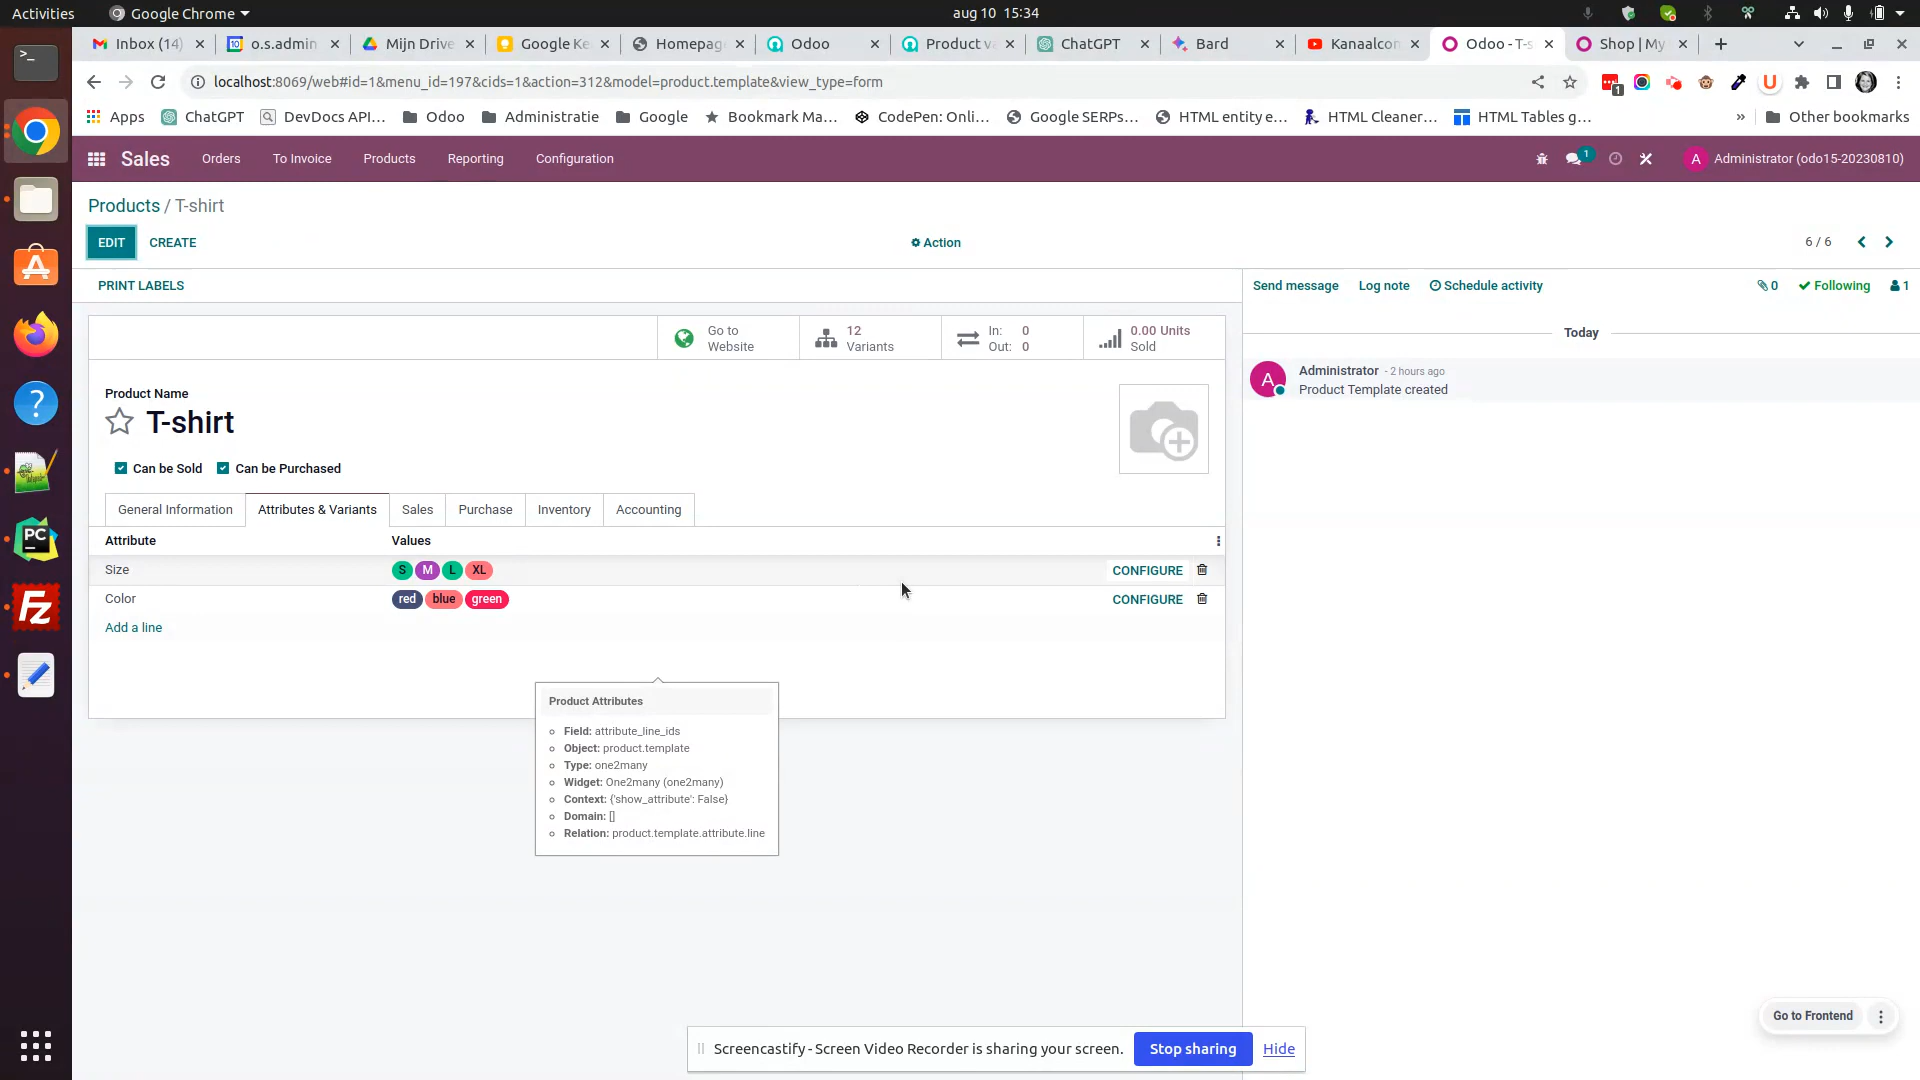 Activities
Google Chrome
aug 10 15:34
Inbox (14)
o.s.admin
Mijn Drive
Google Ke
Homepag
Odoo
Product va
ChatGPT
Bard
Kanaalcon
Odoo - T-s
Shop | My
localhost:8069/web#id=1&menu_id=197&cids=1&action=312&model=product.template&view_type=form
1
Apps
ChatGPT
DevDocs API...
Odoo
Administratie
Google
Bookmark Ma...
CodePen: Onli...
Google SERPs...
HTML entity e...
HTML Cleaner...
HTML Tables g...
»
Other bookmarks
Sales
Orders
To Invoice
Products
Reporting
Configuration
1
A
Administrator (odo15-20230810)
Products / T-shirt
EDIT
CREATE
Action
6 / 6
PRINT LABELS
Send message
Log note
Schedule activity
0
Following
1
Go to
Website
12
Variants
In: 0
Out: 0
0.00 Units
Sold
Today
A
Administrator - 2 hours ago
Product Template created
Product Name
T-shirt
Can be Sold
Can be Purchased
General Information
Attributes & Variants
Sales
Purchase
Inventory
Accounting
Attribute
Values
Size
S
M
L
XL
CONFIGURE
Color
red
blue
green
CONFIGURE
Add a line
Product Attributes
Field: attribute_line_ids
Object: product.template
Type: one2many
Widget: One2many (one2many)
Context: {'show_attribute': False}
Domain: []
Relation: product.template.attribute.line
Go to Frontend
Screencastify - Screen Video Recorder is sharing your screen.
Stop sharing
Hide
>_
?
PC
Fz